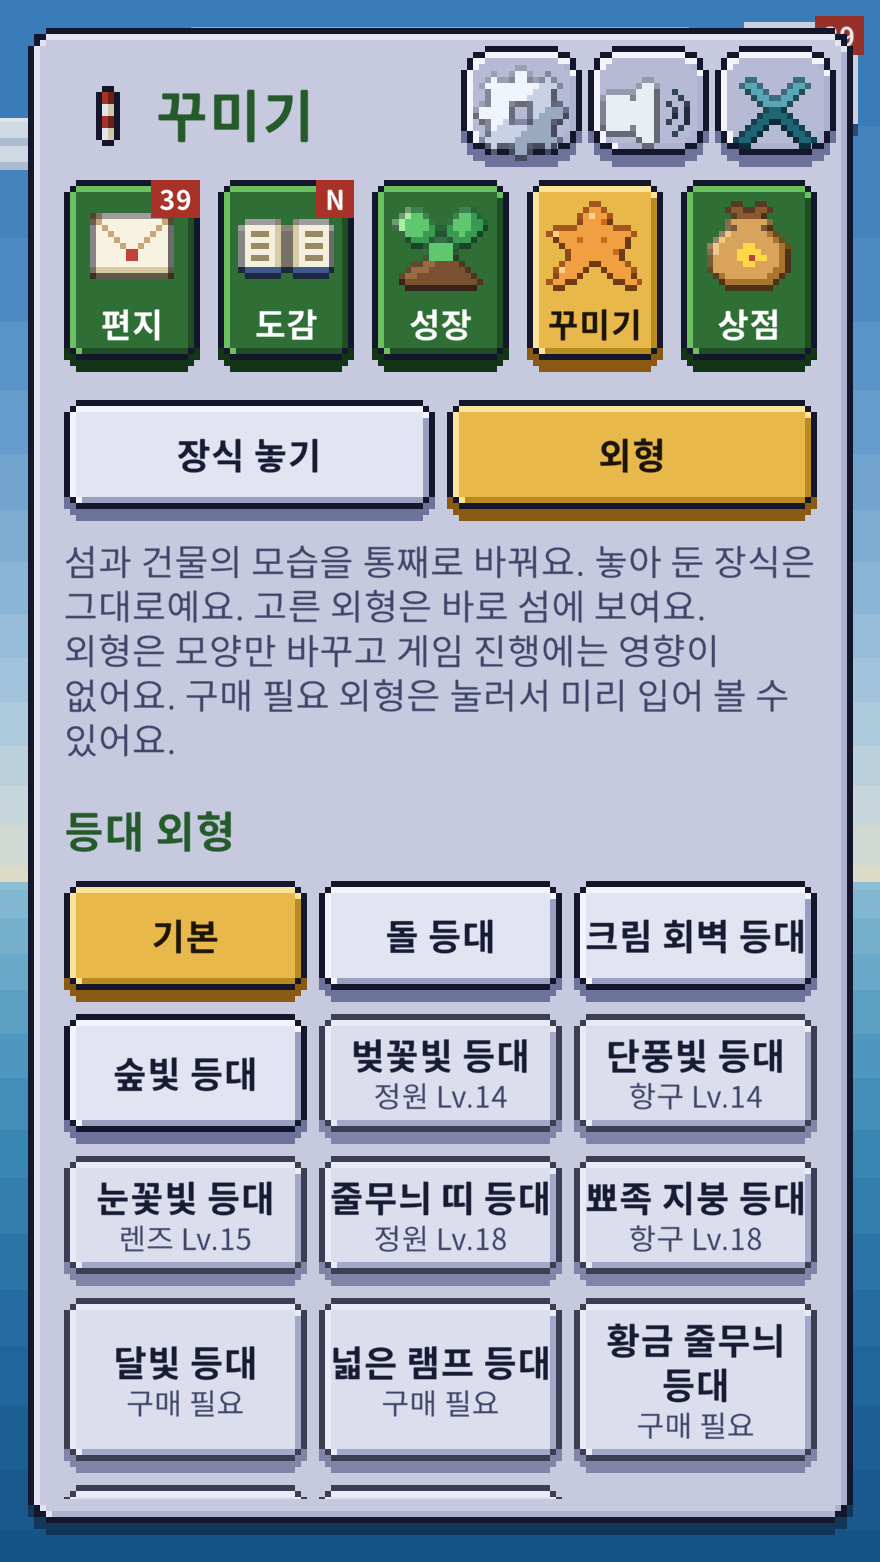 꾸미기
39
편지
N
도감
성장
꾸미기
상점
장식 놓기
외형
섬과 건물의 모습을 통째로 바꿔요. 놓아 둔 장식은
그대로예요. 고른 외형은 바로 섬에 보여요.
외형은 모양만 바꾸고 게임 진행에는 영향이
없어요. 구매 필요 외형은 눌러서 미리 입어 볼 수
있어요.
등대 외형
기본
돌 등대
크림 회벽 등대
숲빛 등대
벚꽃빛 등대
정원 Lv.14
단풍빛 등대
항구 Lv.14
눈꽃빛 등대
렌즈 Lv.15
줄무늬 띠 등대
정원 Lv.18
뾰족 지붕 등대
항구 Lv.18
달빛 등대
구매 필요
넓은 램프 등대
구매 필요
황금 줄무늬
등대
구매 필요